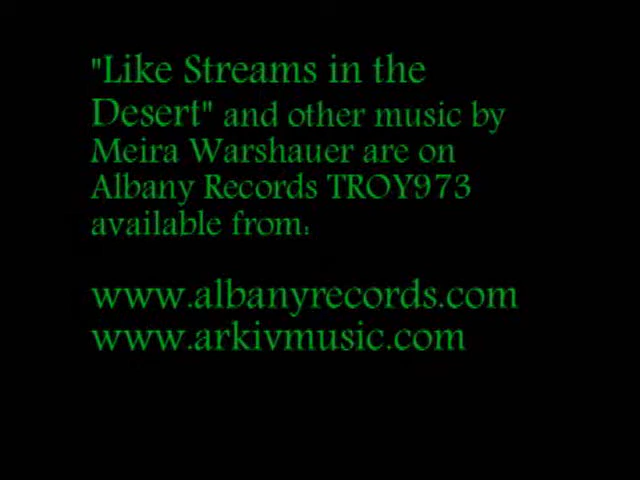 "Like Streams in the
Desert" and other music by
Meira Warshauer are on
Albany Records TROY973
available from:
www.albanyrecords.com
www.arkivmusic.com